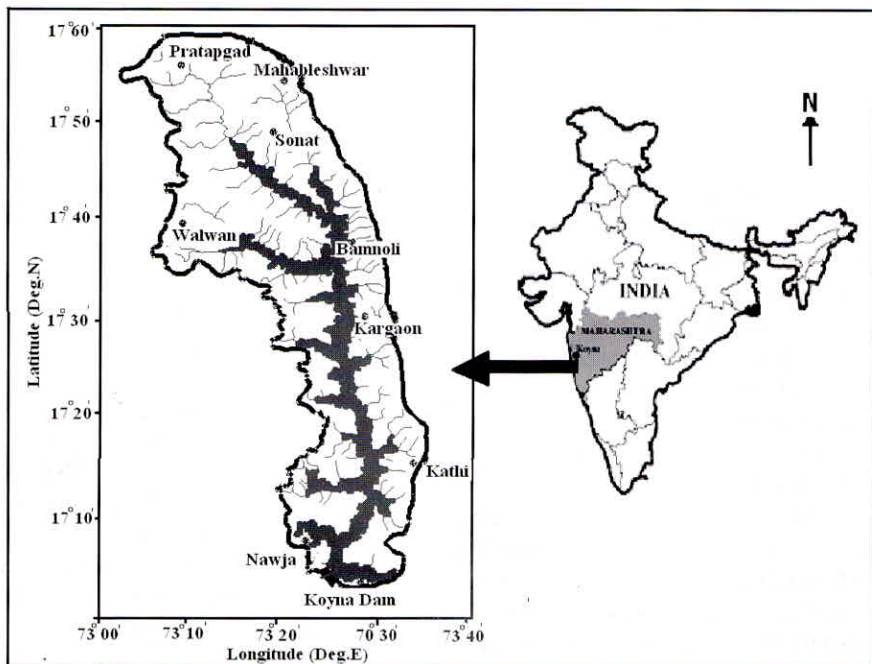 17° 60'
Pratapgad
Mahableshwar
17° 50'
Sonat
17° 40'
Walwan
Bamnoli
17° 30'
Kargaon
17° 20'
Kathi
17° 10'
Nawja
Koyna Dam
73° 00'
73° 10'
73° 20'
70° 30'
73° 40'
Longitude (Deg.E)
Latitude (Deg.N)
N
INDIA
MAHARASHTRA
Koyna